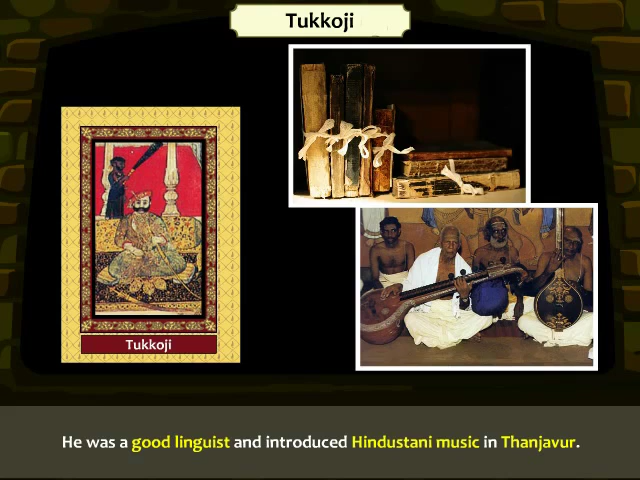 Tukkoji
Tukkoji
He was a good linguist and introduced Hindustani music in Thanjavur.